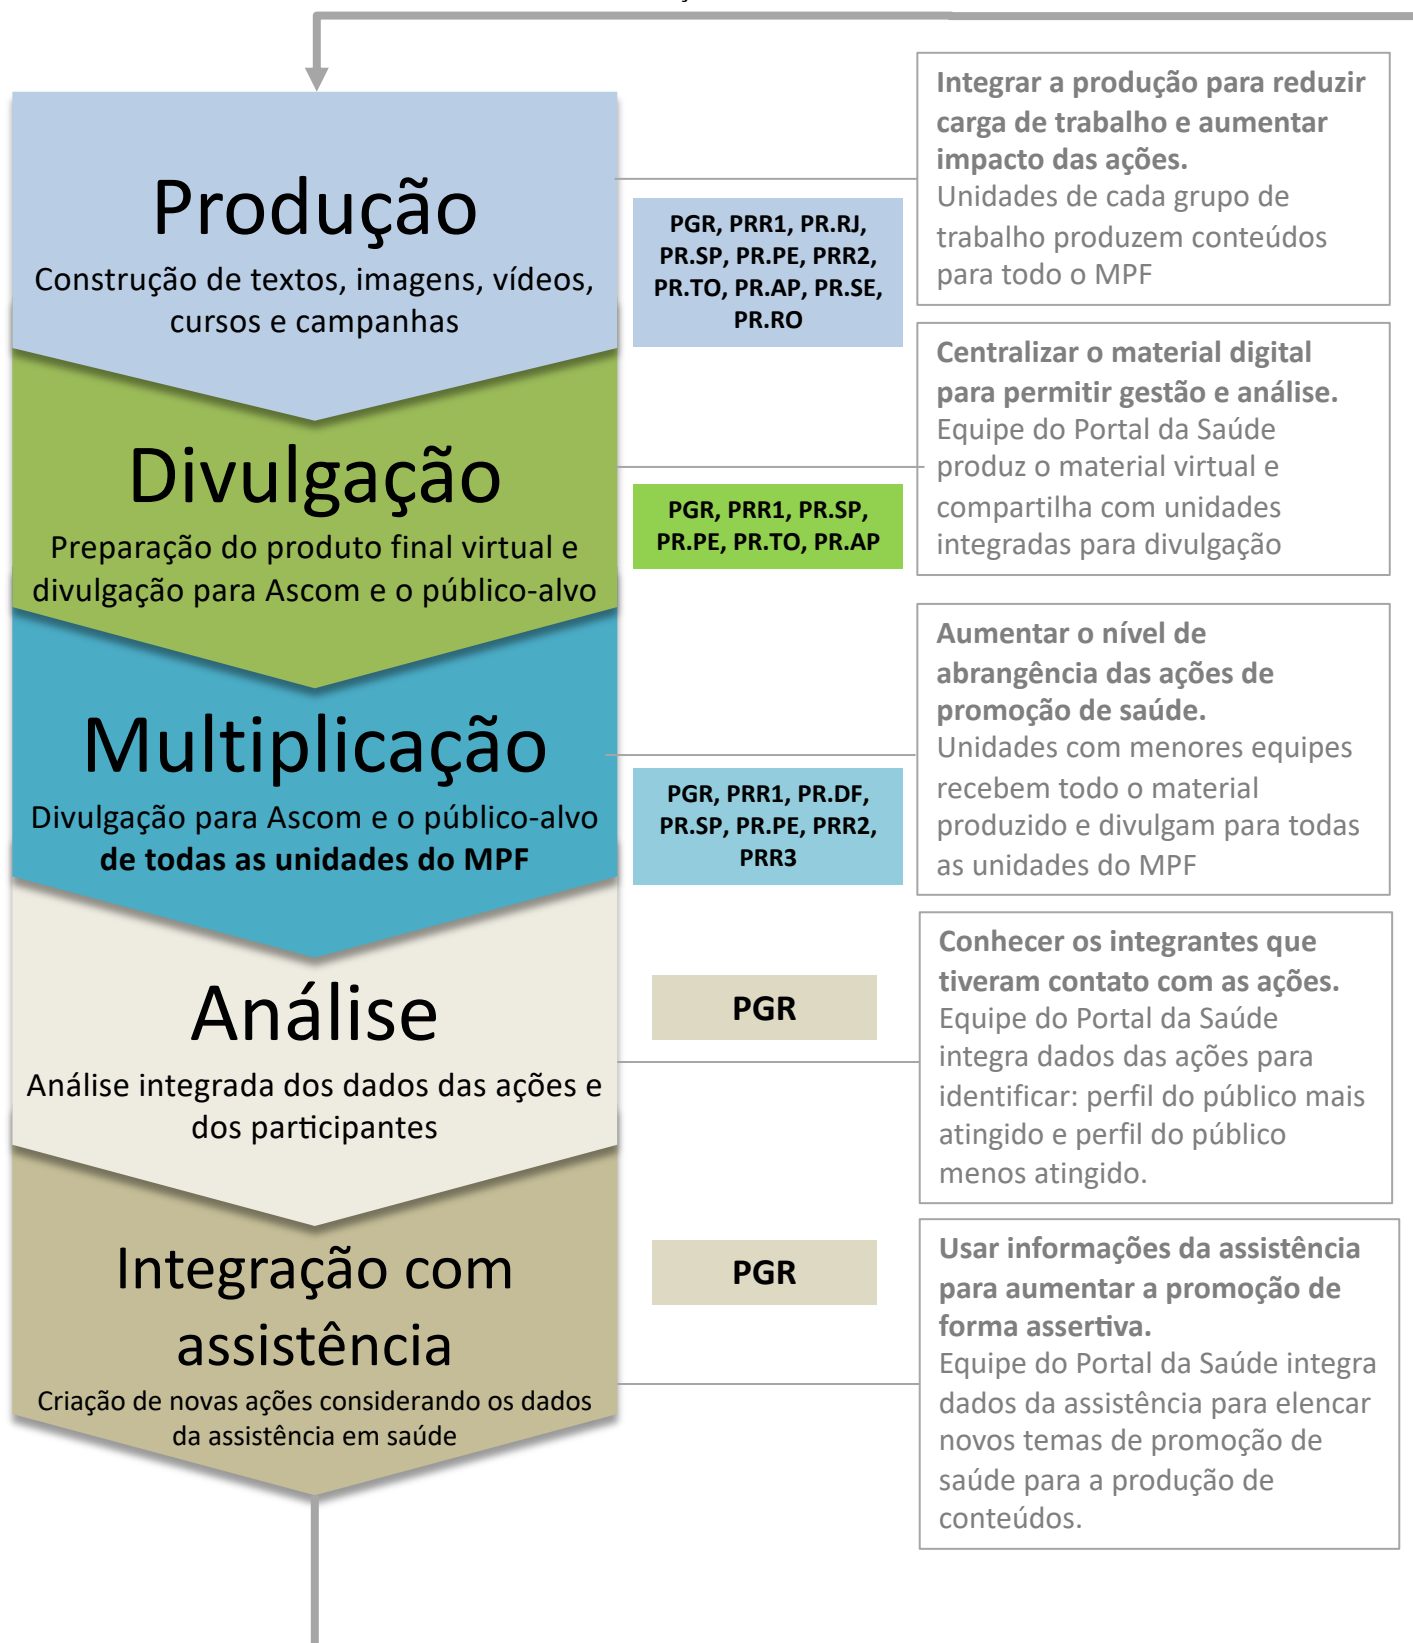 Produção
Construção de textos, imagens, vídeos,
cursos e campanhas
PGR, PRR1, PR.RJ,
PR.SP, PR.PE, PRR2,
PR.TO, PR.AP, PR.SE,
PR.RO
Integrar a produção para reduzir
carga de trabalho e aumentar
impacto das ações.
Unidades de cada grupo de
trabalho produzem conteúdos
para todo o MPF
Divulgação
Preparação do produto final virtual e
divulgação para Ascom e o público-alvo
PGR, PRR1, PR.SP,
PR.PE, PR.TO, PR.AP
Centralizar o material digital
para permitir gestão e análise.
Equipe do Portal da Saúde
produz o material virtual e
compartilha com unidades
integradas para divulgação
Multiplicação
Divulgação para Ascom e o público-alvo
de todas as unidades do MPF
PGR, PRR1, PR.DF,
PR.SP, PR.PE, PRR2,
PRR3
Aumentar o nível de
abrangência das ações de
promoção de saúde.
Unidades com menores equipes
recebem todo o material
produzido e divulgam para todas
as unidades do MPF
Análise
Análise integrada dos dados das ações e
dos participantes
PGR
Conhecer os integrantes que
tiveram contato com as ações.
Equipe do Portal da Saúde
integra dados das ações para
identificar: perfil do público mais
atingido e perfil do público
menos atingido.
Integração com
assistência
Criação de novas ações considerando os dados
da assistência em saúde
PGR
Usar informações da assistência
para aumentar a promoção de
forma assertiva.
Equipe do Portal da Saúde integra
dados da assistência para elencar
novos temas de promoção de
saúde para a produção de
conteúdos.